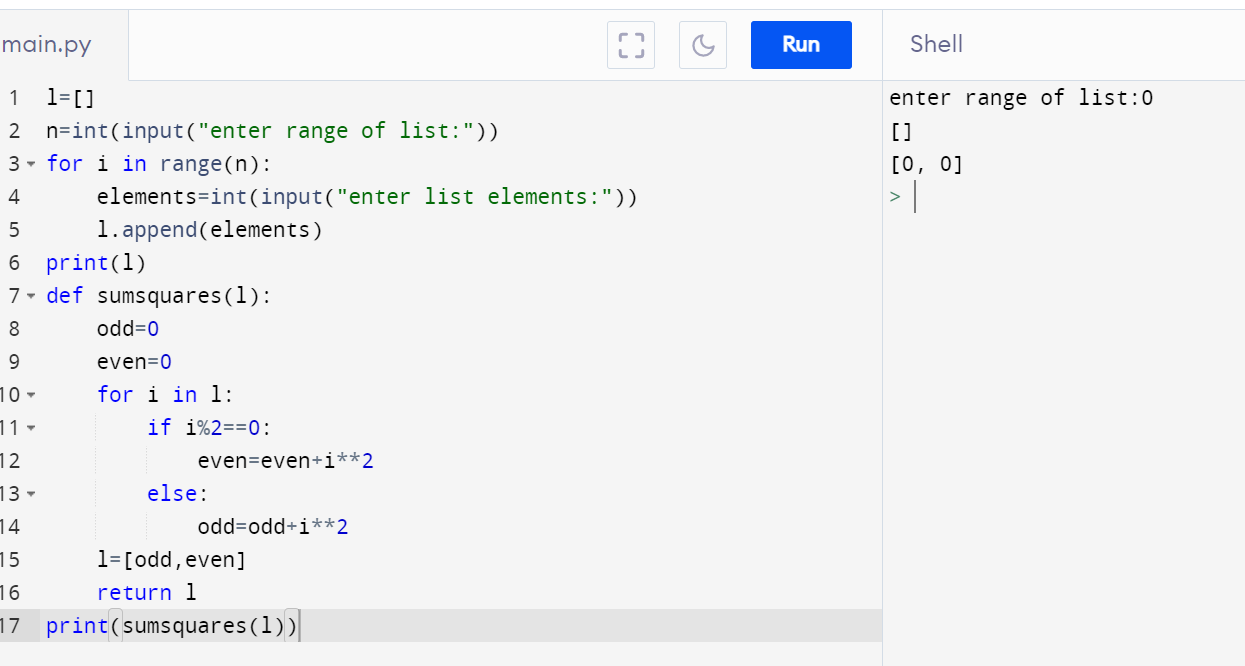 main.py
Run
Shell
1 l=[]
2 n=int(input("enter range of list:"))
3 for i in range(n):
4     elements=int(input("enter list elements:"))
5     l.append(elements)
6 print(l)
7 def sumsquares(l):
8     odd=0
9     even=0
10     for i in l:
11         if i%2==0:
12             even=even+i**2
13         else:
14             odd=odd+i**2
15     l=[odd,even]
16     return l
17 print(sumsquares(l))
enter range of list:0
[]
[0, 0]
>